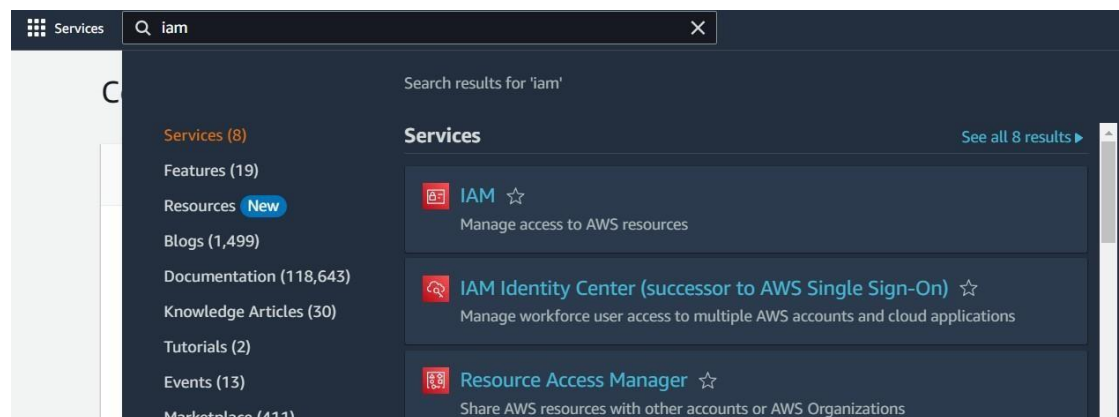 Services
iam
Search results for 'iam'
Services (8)
Features (19)
Resources New
Blogs (1,499)
Documentation (118,643)
Knowledge Articles (30)
Tutorials (2)
Events (13)
Marketplace (411)
Services
See all 8 results
IAM
Manage access to AWS resources
IAM Identity Center (successor to AWS Single Sign-On)
Manage workforce user access to multiple AWS accounts and cloud applications
Resource Access Manager
Share AWS resources with other accounts or AWS Organizations